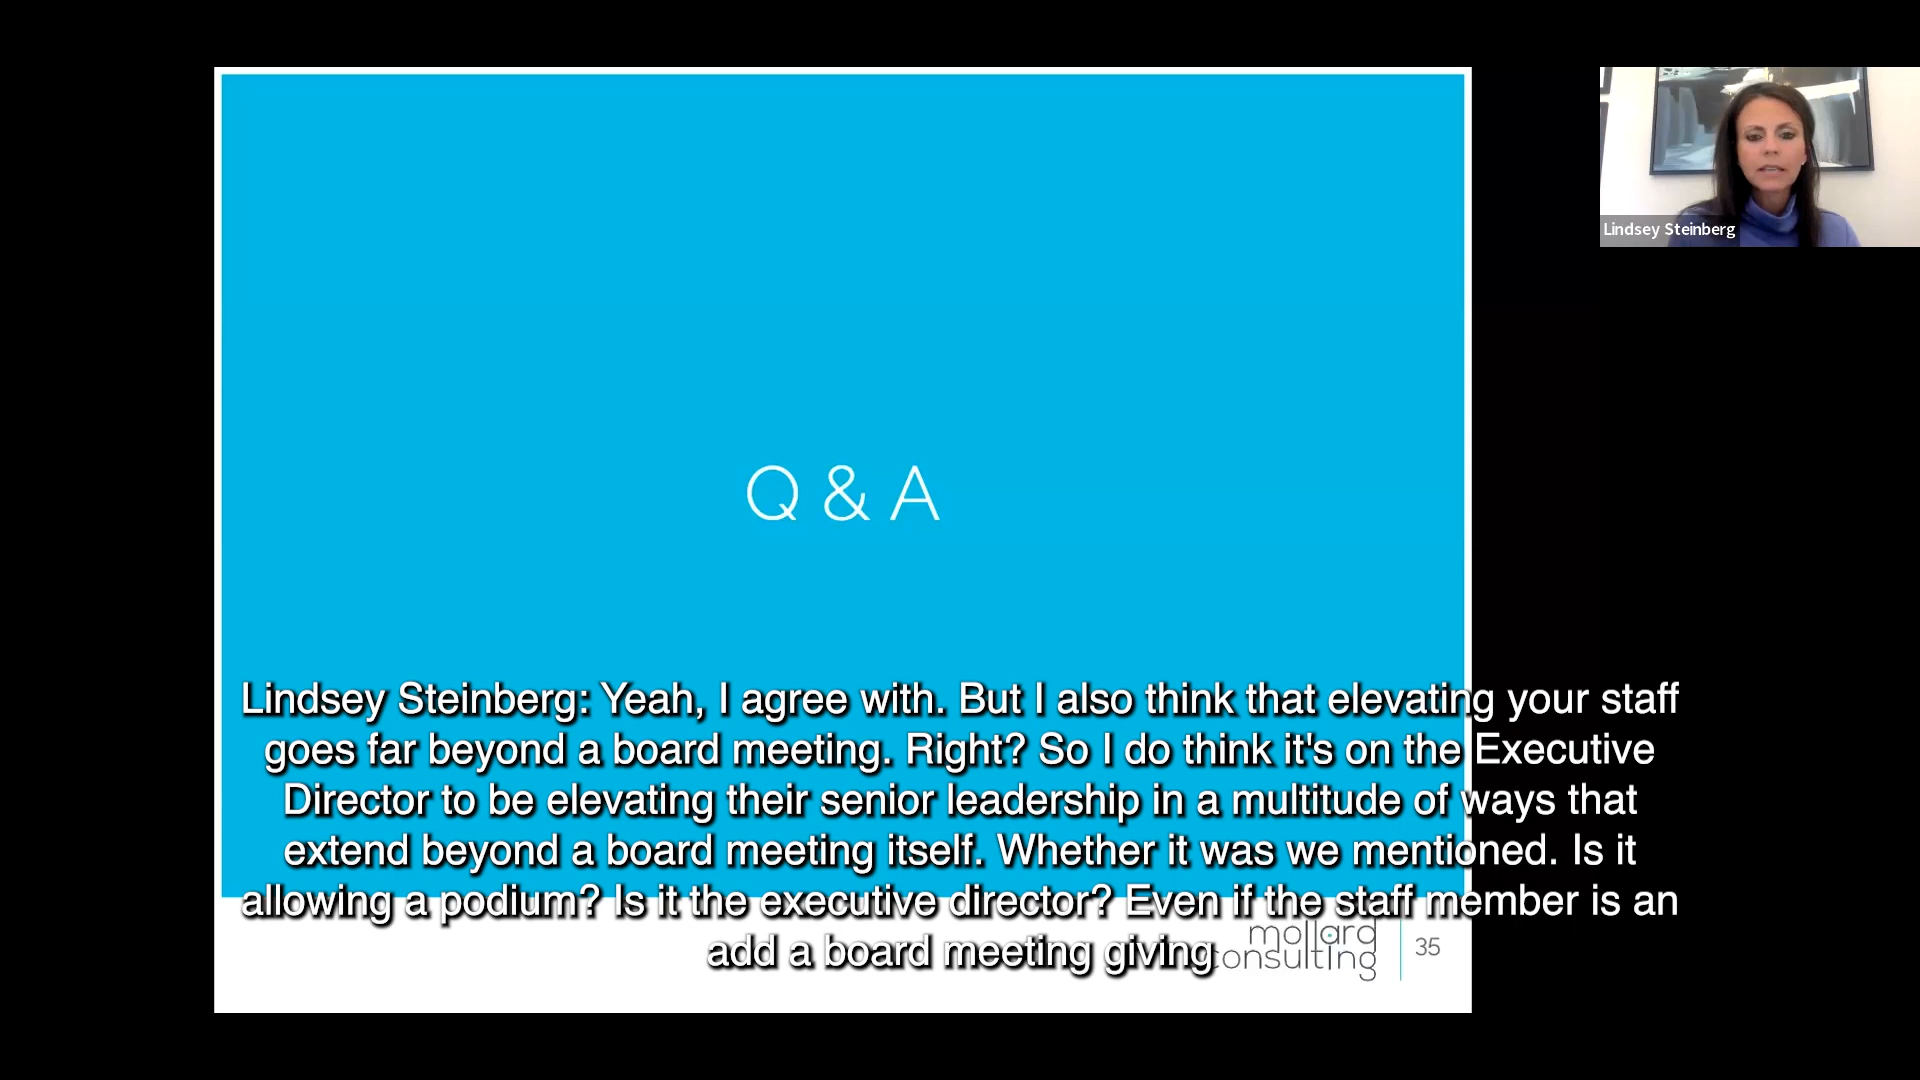 Lindsey Steinberg
Q & A
Lindsey Steinberg: Yeah, I agree with. But I also think that elevating your staff
goes far beyond a board meeting. Right? So I do think it's on the Executive
Director to be elevating their senior leadership in a multitude of ways that
extend beyond a board meeting itself. Whether it was we mentioned. Is it
allowing a podium? Is it the executive director? Even if the staff member is an
add a board meeting giving
mollard
consulting
35